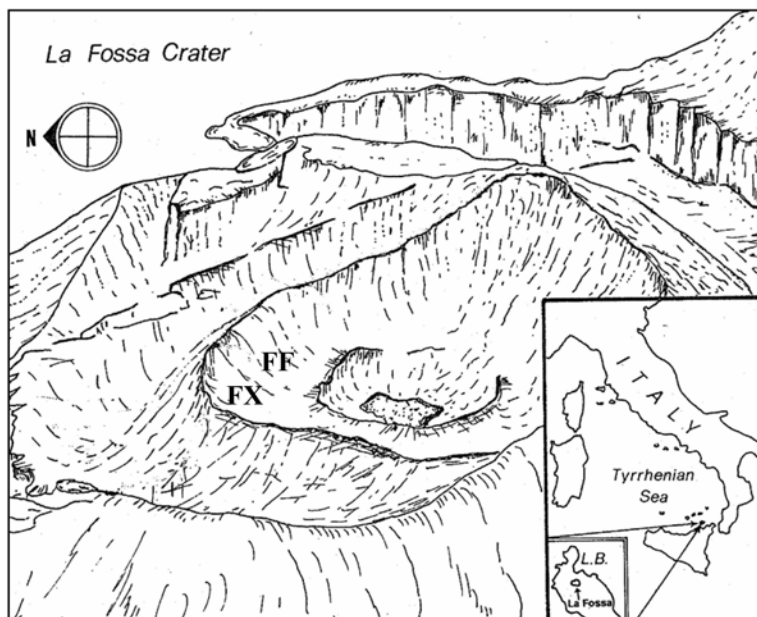 La Fossa Crater
N
FF
FX
ITALY
Tyrrhenian
Sea
L.B.
La Fossa